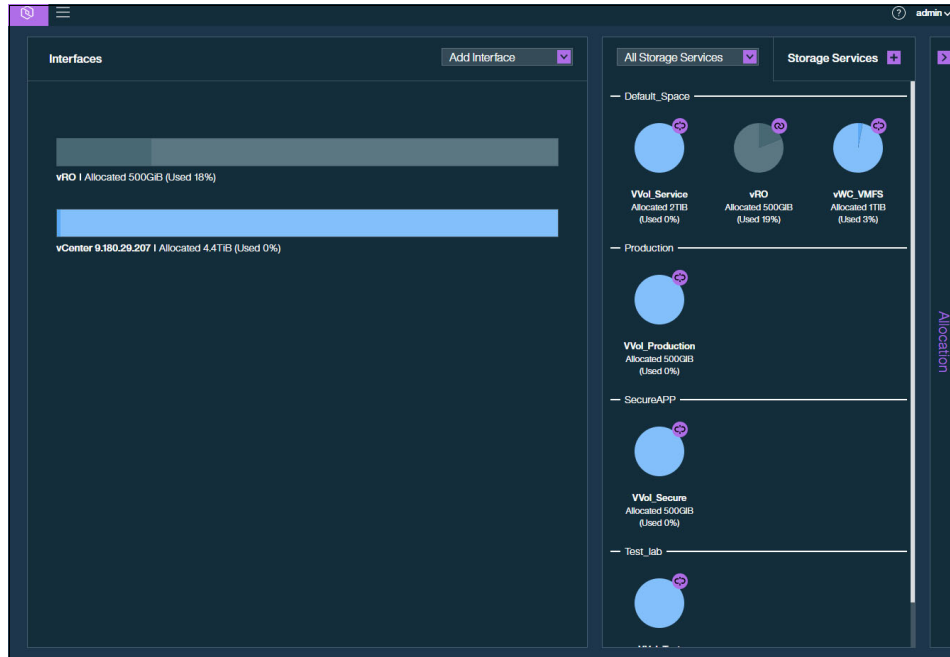 admin
Interfaces
Add Interface
vRO | Allocated 500GiB (Used 18%)
vCenter 9.180.29.207 | Allocated 4.4TiB (Used 0%)
All Storage Services
Storage Services
Default_Space
VVol_Service
Allocated 2TIB
(Used 0%)
vRO
Allocated 500GIB
(Used 19%)
vWC_VMFS
Allocated 1TIB
(Used 3%)
Production
VVol_Production
Allocated 500GIB
(Used 0%)
SecureAPP
VVol_Secure
Allocated 500GIB
(Used 0%)
Test_lab
Allocation